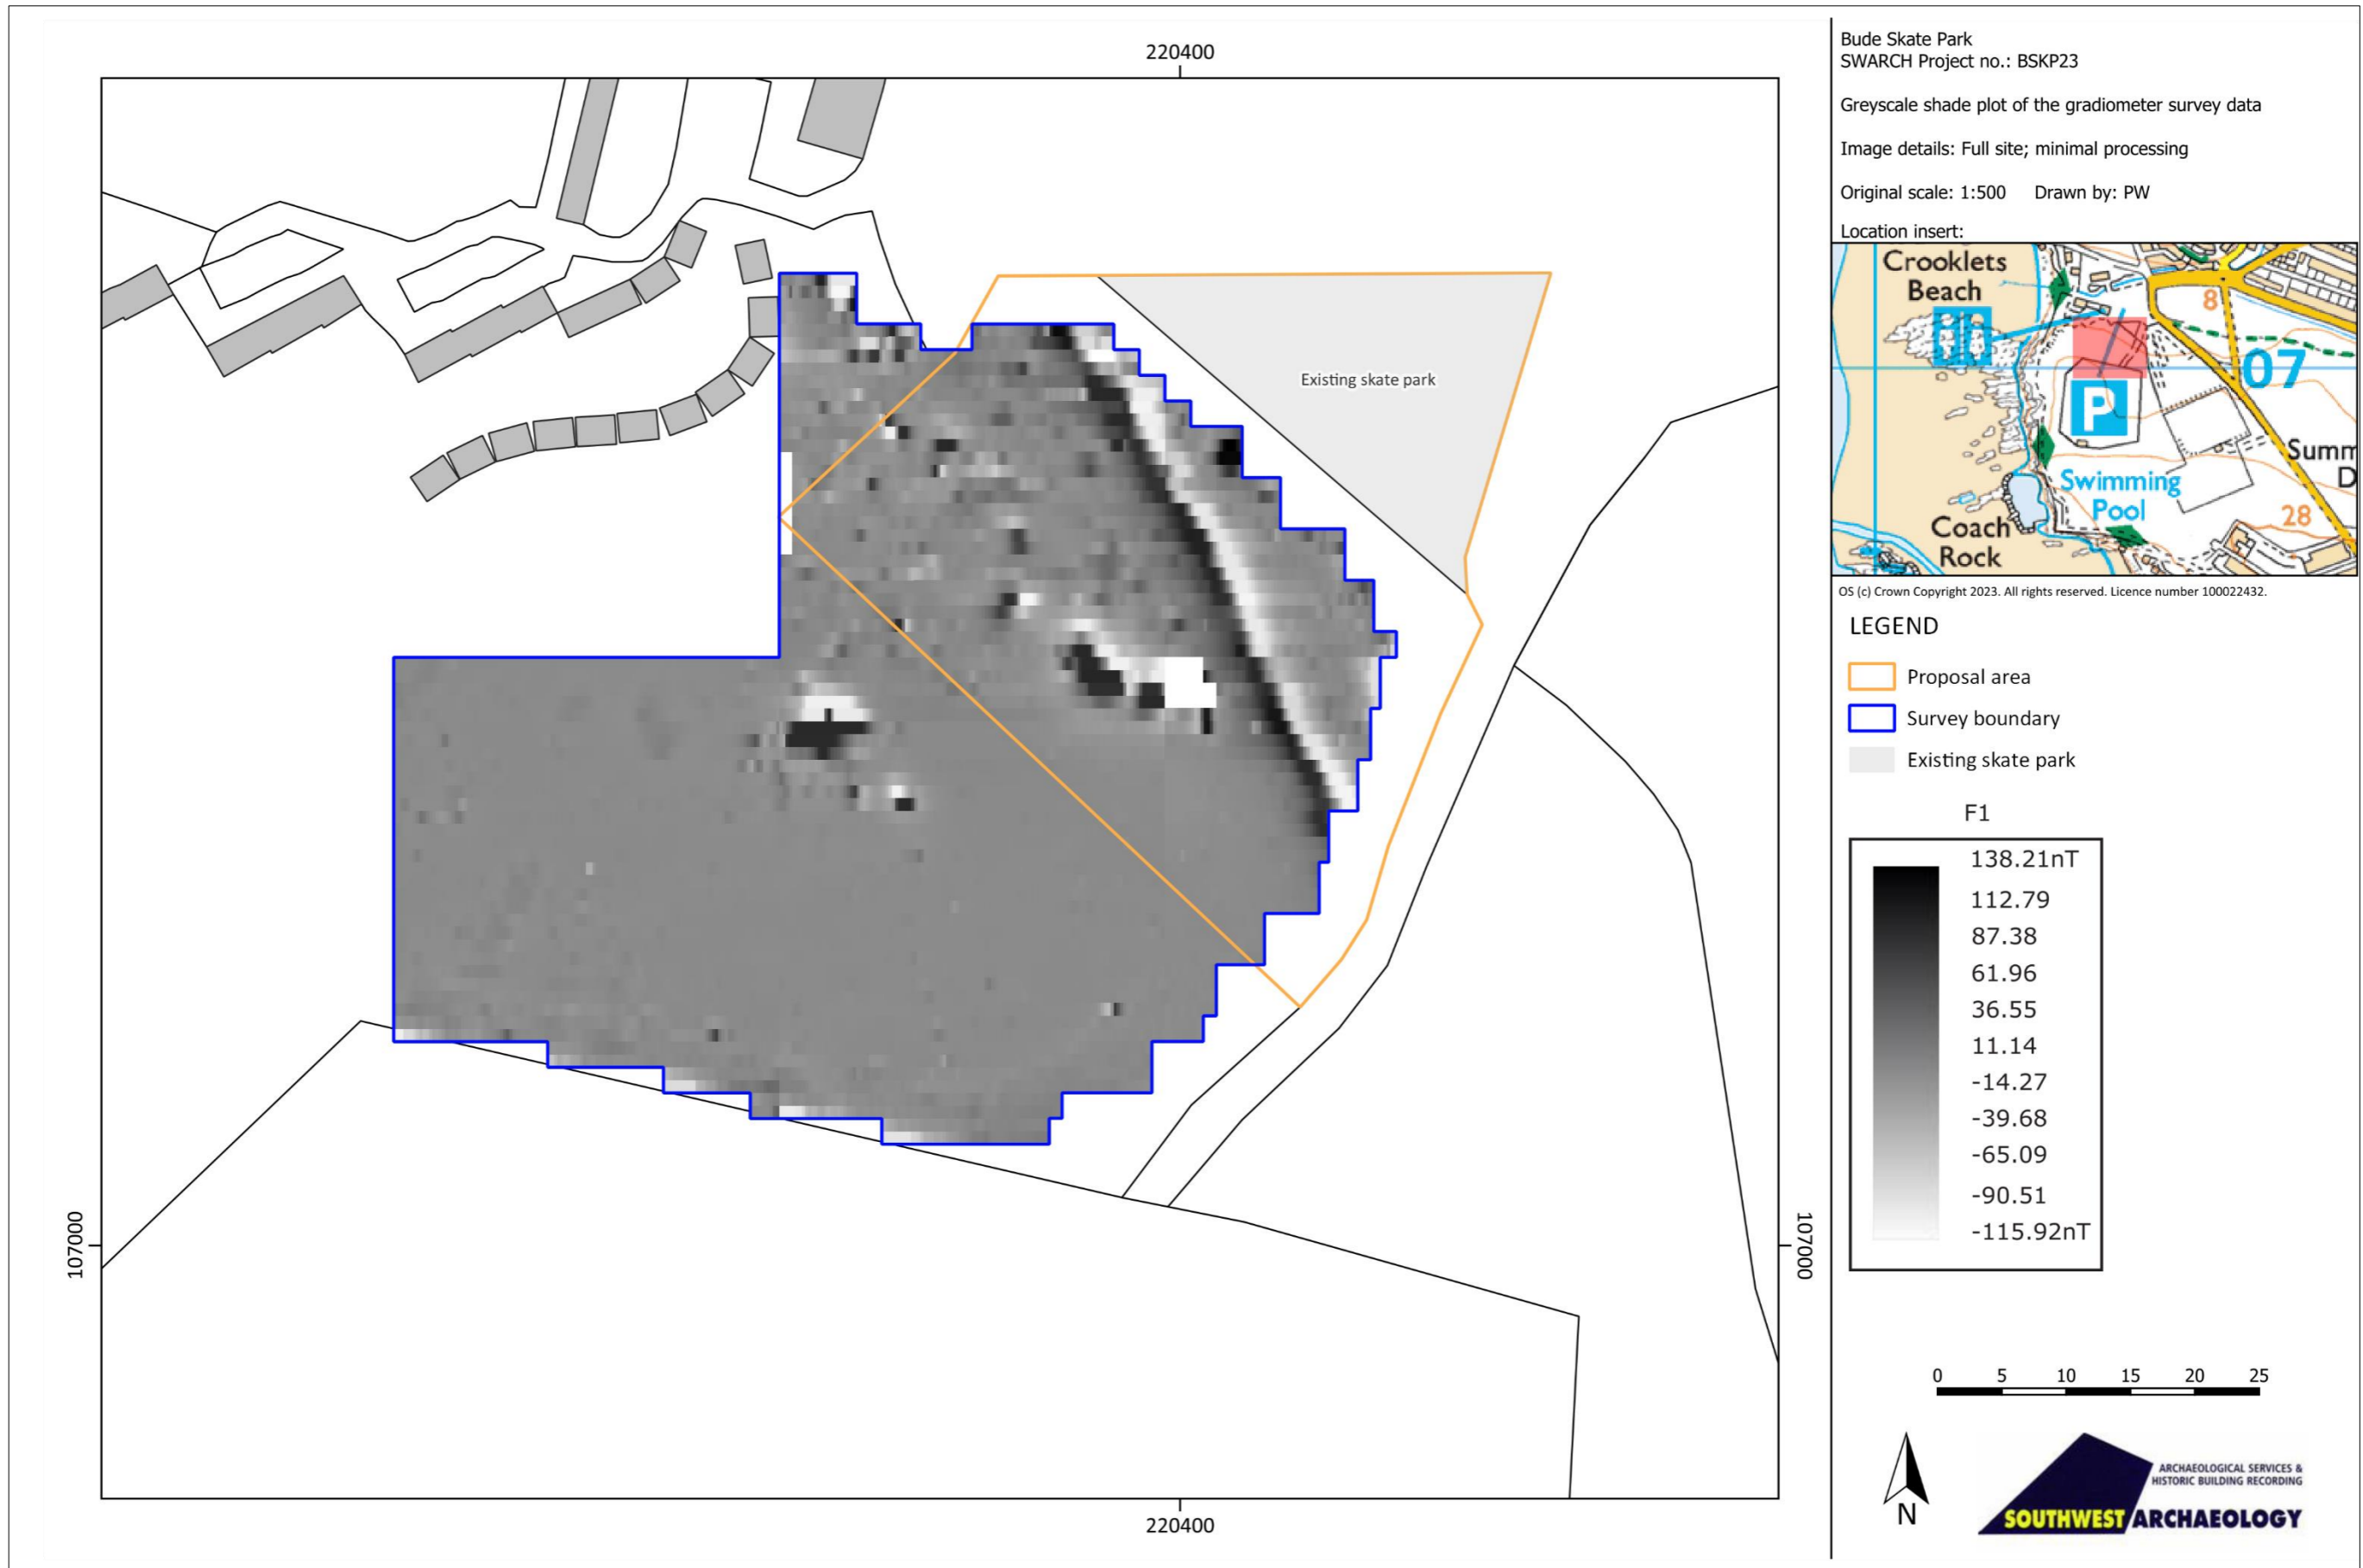 220400
107000
107000
220400
Existing skate park
Bude Skate Park
SWARCH Project no.: BSKP23
Greyscale shade plot of the gradiometer survey data
Image details: Full site; minimal processing
Original scale: 1:500 Drawn by: PW
Location insert:
Crooklets
Beach
8
07
P
Summ
D
Swimming
Pool
28
Coach
Rock
OS (c) Crown Copyright 2023. All rights reserved. Licence number 100022432.
LEGEND
Proposal area
Survey boundary
Existing skate park
F1
138.21nT
112.79
87.38
61.96
36.55
11.14
-14.27
-39.68
-65.09
-90.51
-115.92nT
0 5 10 15 20 25
N
ARCHAEOLOGICAL SERVICES &
HISTORIC BUILDING RECORDING
SOUTHWEST ARCHAEOLOGY